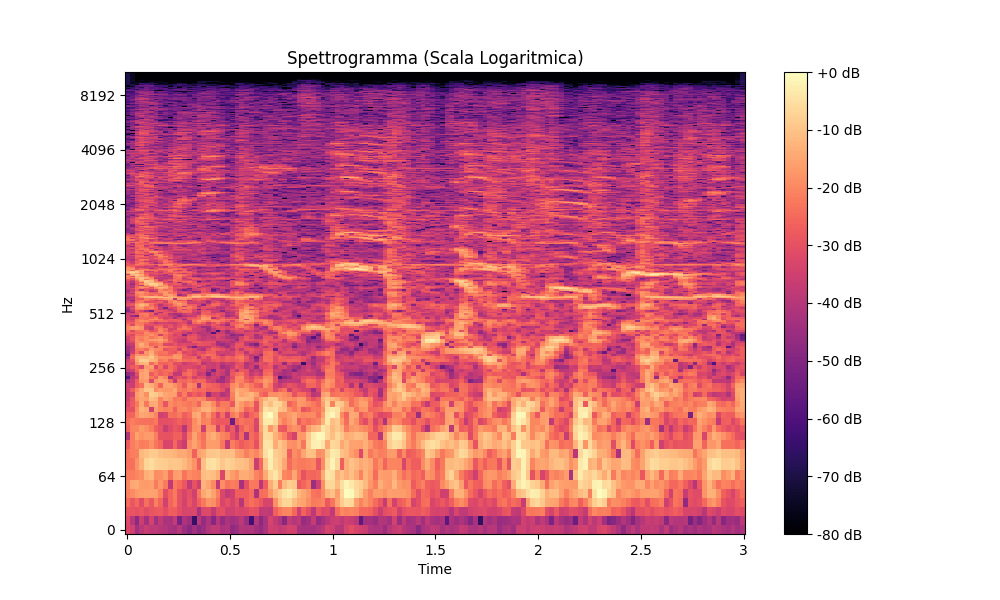 Spettrogramma (Scala Logaritmica)
Hz
8192
4096
2048
1024
512
256
128
64
0
0 0.5 1 1.5 2 2.5 3
Time
+0 dB
-10 dB
-20 dB
-30 dB
-40 dB
-50 dB
-60 dB
-70 dB
-80 dB